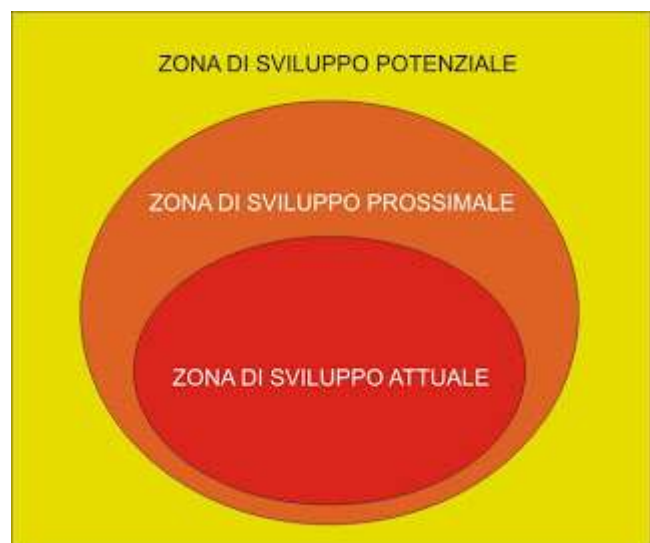 ZONA DI SVILUPPO POTENZIALE
ZONA DI SVILUPPO PROSSIMALE
ZONA DI SVILUPPO ATTUALE